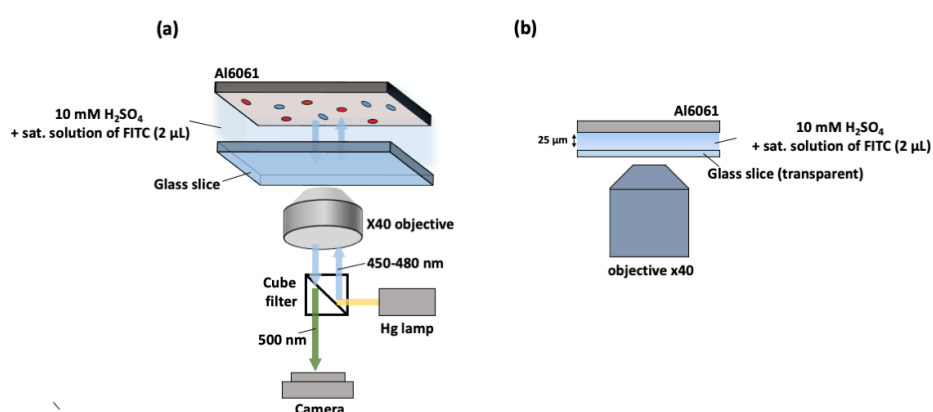 (a)
Al6061
10 mM H₂SO₄
+ sat. solution of FITC (2 µL)
Glass slice
X40 objective
450-480 nm
Cube
filter
Hg lamp
500 nm
Camera
(b)
Al6061
25 µm
10 mM H₂SO₄
+ sat. solution of FITC (2 µL)
Glass slice (transparent)
objective x40